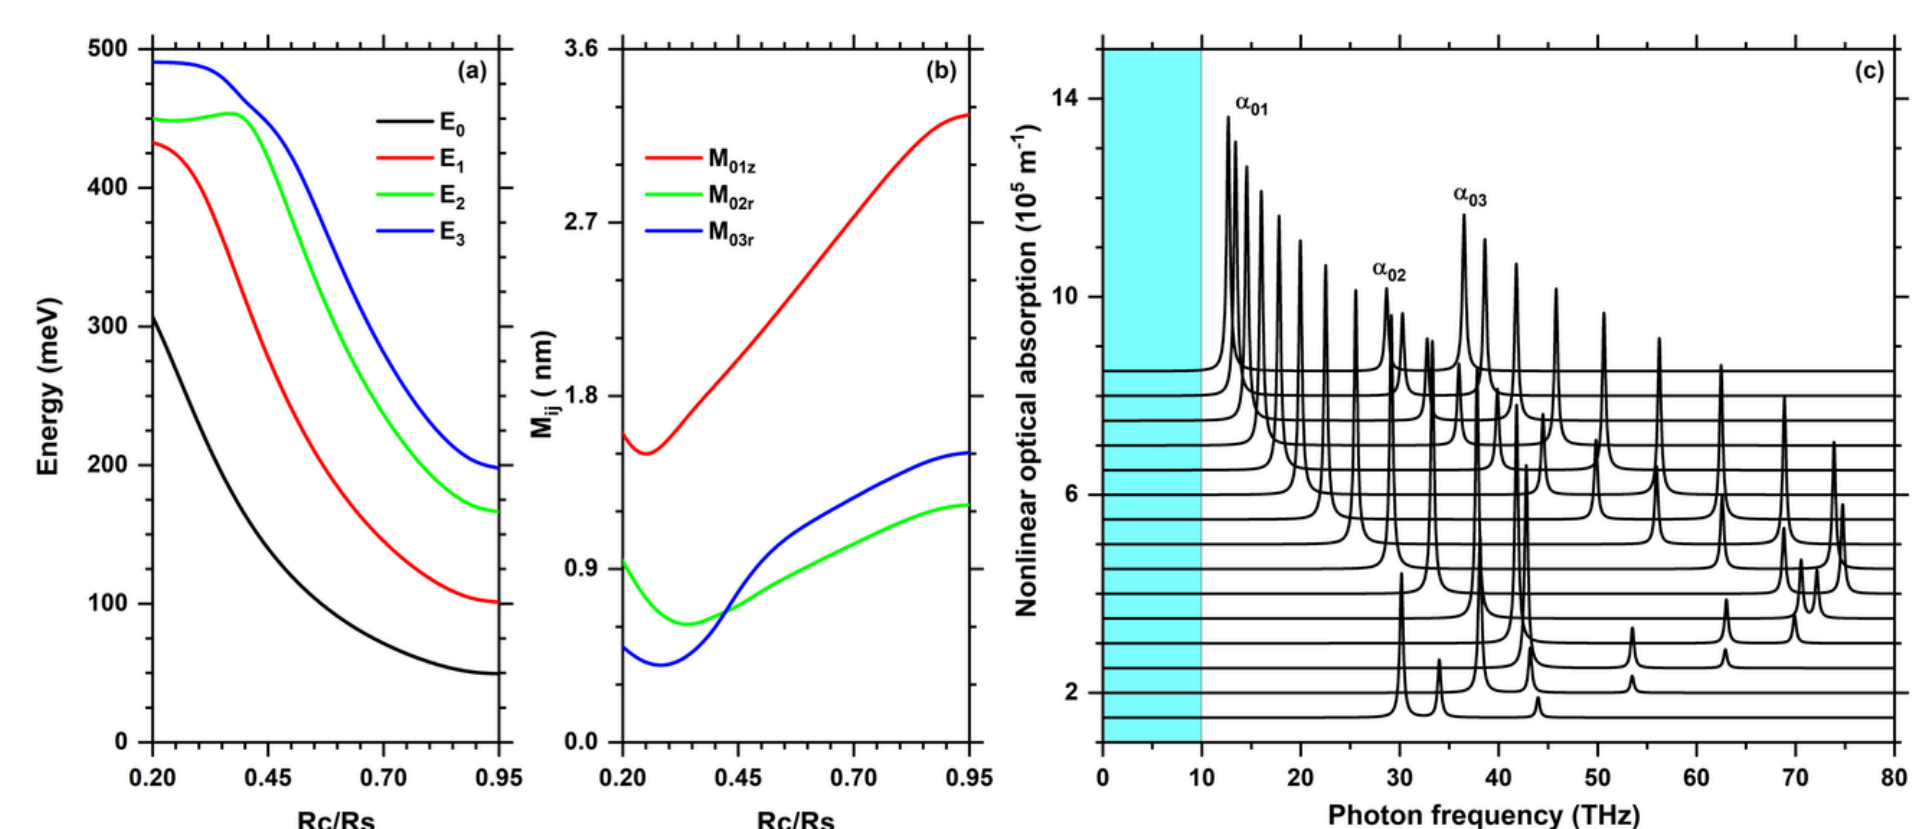 (a)
500
400
300
200
100
0
Energy (meV)
E0
E1
E2
E3
0.20 0.45 0.70 0.95
Rc/Rs
(b)
3.6
2.7
1.8
0.9
0.0
Mij ( nm)
M01z
M02r
M03r
0.20 0.45 0.70 0.95
Rc/Rs
(c)
14
10
6
2
Nonlinear optical absorption (10⁵ m⁻¹)
α01
α03
α02
0 10 20 30 40 50 60 70 80
Photon frequency (THz)